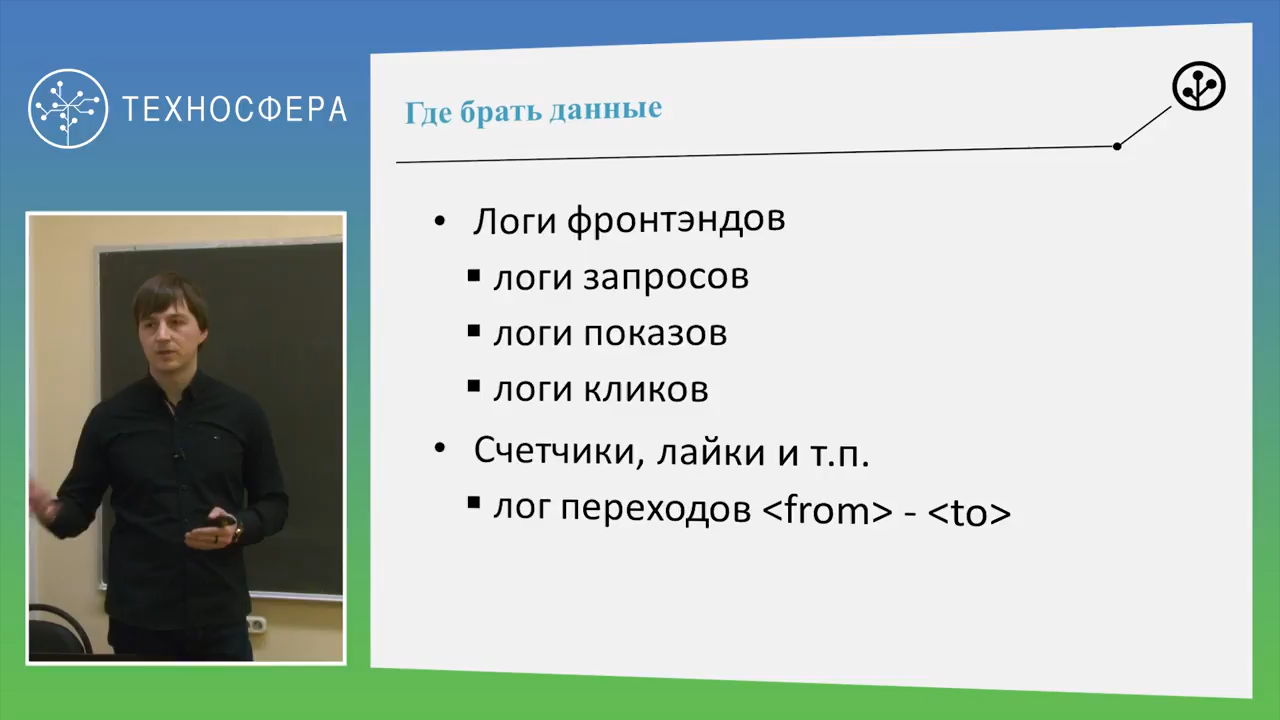 ТЕХНОСФЕРА
Где брать данные
• Логи фронтэндов
▪ логи запросов
▪ логи показов
▪ логи кликов
• Счетчики, лайки и т.п.
▪ лог переходов <from> - <to>